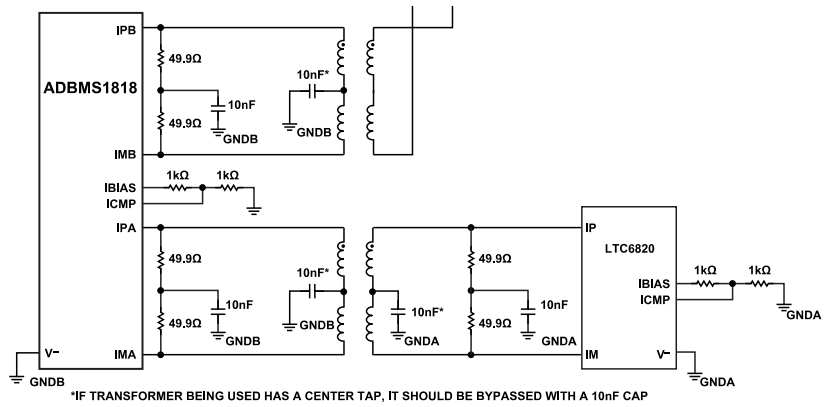 IPB
49.9Ω
ADBMS1818
10nF*
10nF
49.9Ω
GNDB
GNDB
IMB
1kΩ 1kΩ
IBIAS
ICMP
IPA
IP
LTC6820
49.9Ω
10nF*
49.9Ω
1kΩ 1kΩ
IBIAS
10nF
10nF*
10nF
ICMP
49.9Ω
GNDB
GNDB
GNDA
49.9Ω
GNDA
GNDA
V–
IMA
IM
V–
GNDB
GNDA
*IF TRANSFORMER BEING USED HAS A CENTER TAP, IT SHOULD BE BYPASSED WITH A 10nF CAP